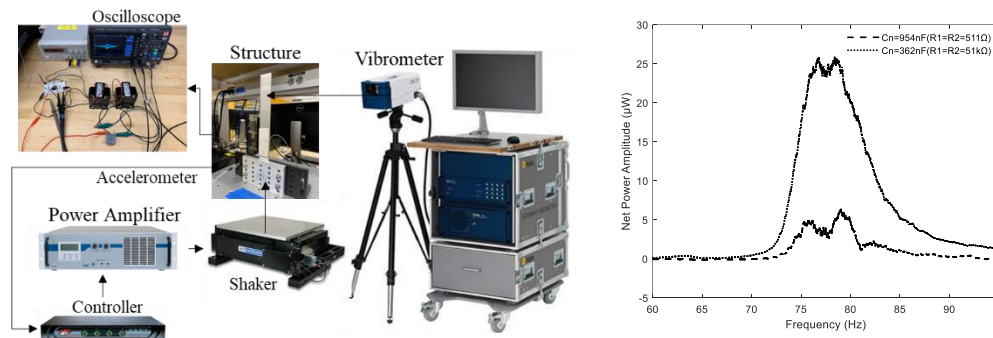 Oscilloscope
Structure
Vibrometer
Accelerometer
Power Amplifier
Shaker
Controller
Net Power Amplitude (µW)
30
25
20
15
10
5
0
-5
Cn=954nF(R1=R2=511Ω)
Cn=362nF(R1=R2=51kΩ)
60 65 70 75 80 85 90
Frequency (Hz)